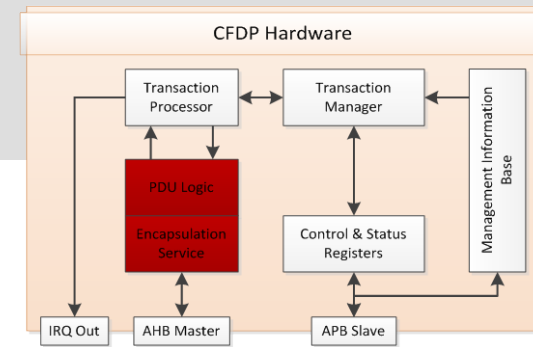 CFDP Hardware
Transaction
Processor
Transaction
Manager
Management Information
Base
PDU Logic
Encapsulation
Service
Control & Status
Registers
IRQ Out
AHB Master
APB Slave